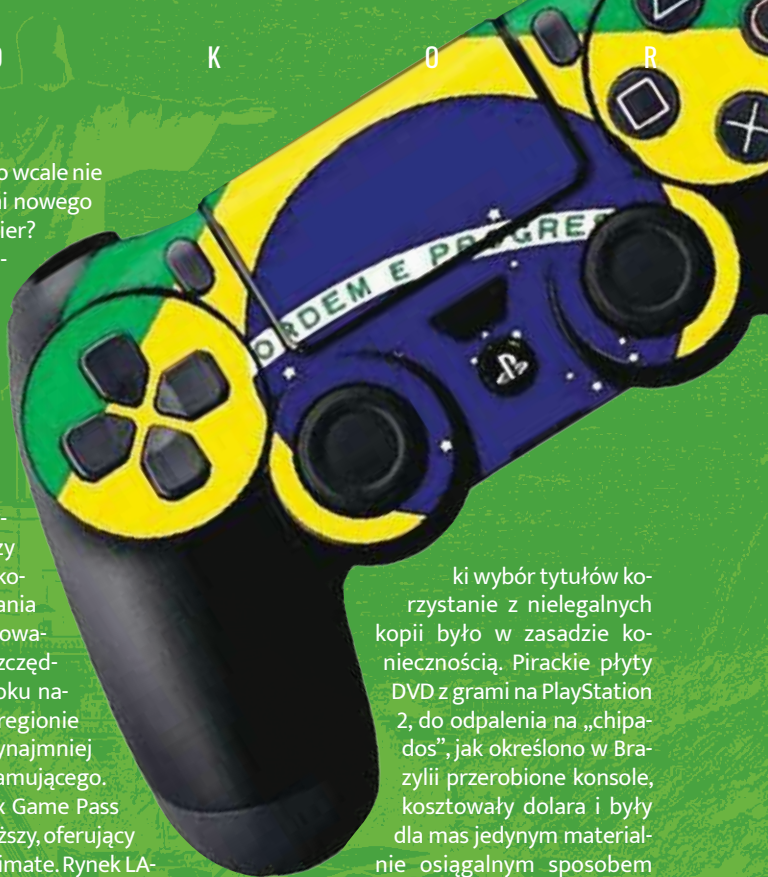 K O R
o wcale nie
i nowego
ier?
-
ORDEM E PROGRES
-
zy
ko-
ania
owa-
zczęd-
oku na-
regionie
ynajmniej
amującego.
x Game Pass
ższy, oferujący
imate. Rynek LA-
ki wybór tytułów ko-
rzystanie z nielegalnych
kopii było w zasadzie ko-
niecznością. Pirackie płyty
DVD z grami na PlayStation
2, do odpalenia na „chipa-
dos”, jak określono w Bra-
zylii przerobione konsole,
kosztowały dolara i były
dla mas jedynym material-
nie osiągalnym sposobem